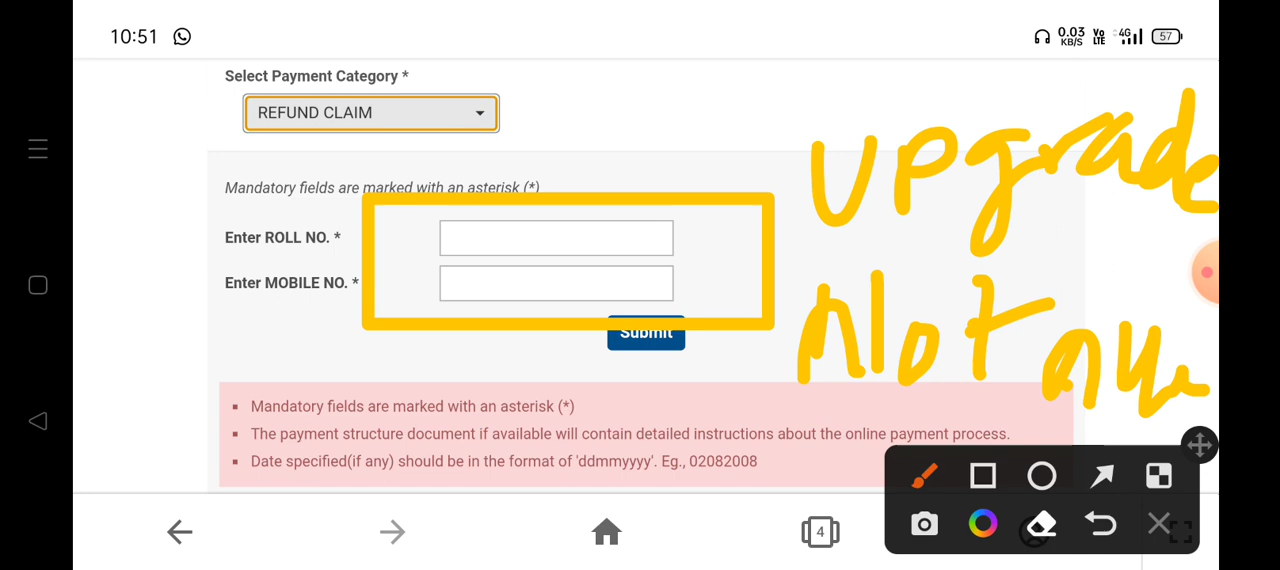 10:51 0.03 KB/S Vo LTE 4G 57
Select Payment Category *
REFUND CLAIM
upgrade
Mandatory fields are marked with an asterisk (*)
Enter ROLL NO. *
Enter MOBILE NO. *
Not
Submit
Mandatory fields are marked with an asterisk (*)
The payment structure document if available will contain detailed instructions about the online payment process.
Date specified(if any) should be in the format of 'ddmmyyyy'. Eg., 02082008
4